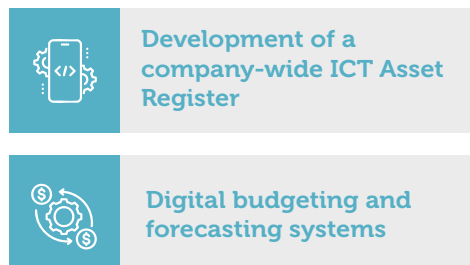 Development of a
company-wide ICT Asset
Register
</>
$
$
Digital budgeting and
forecasting systems